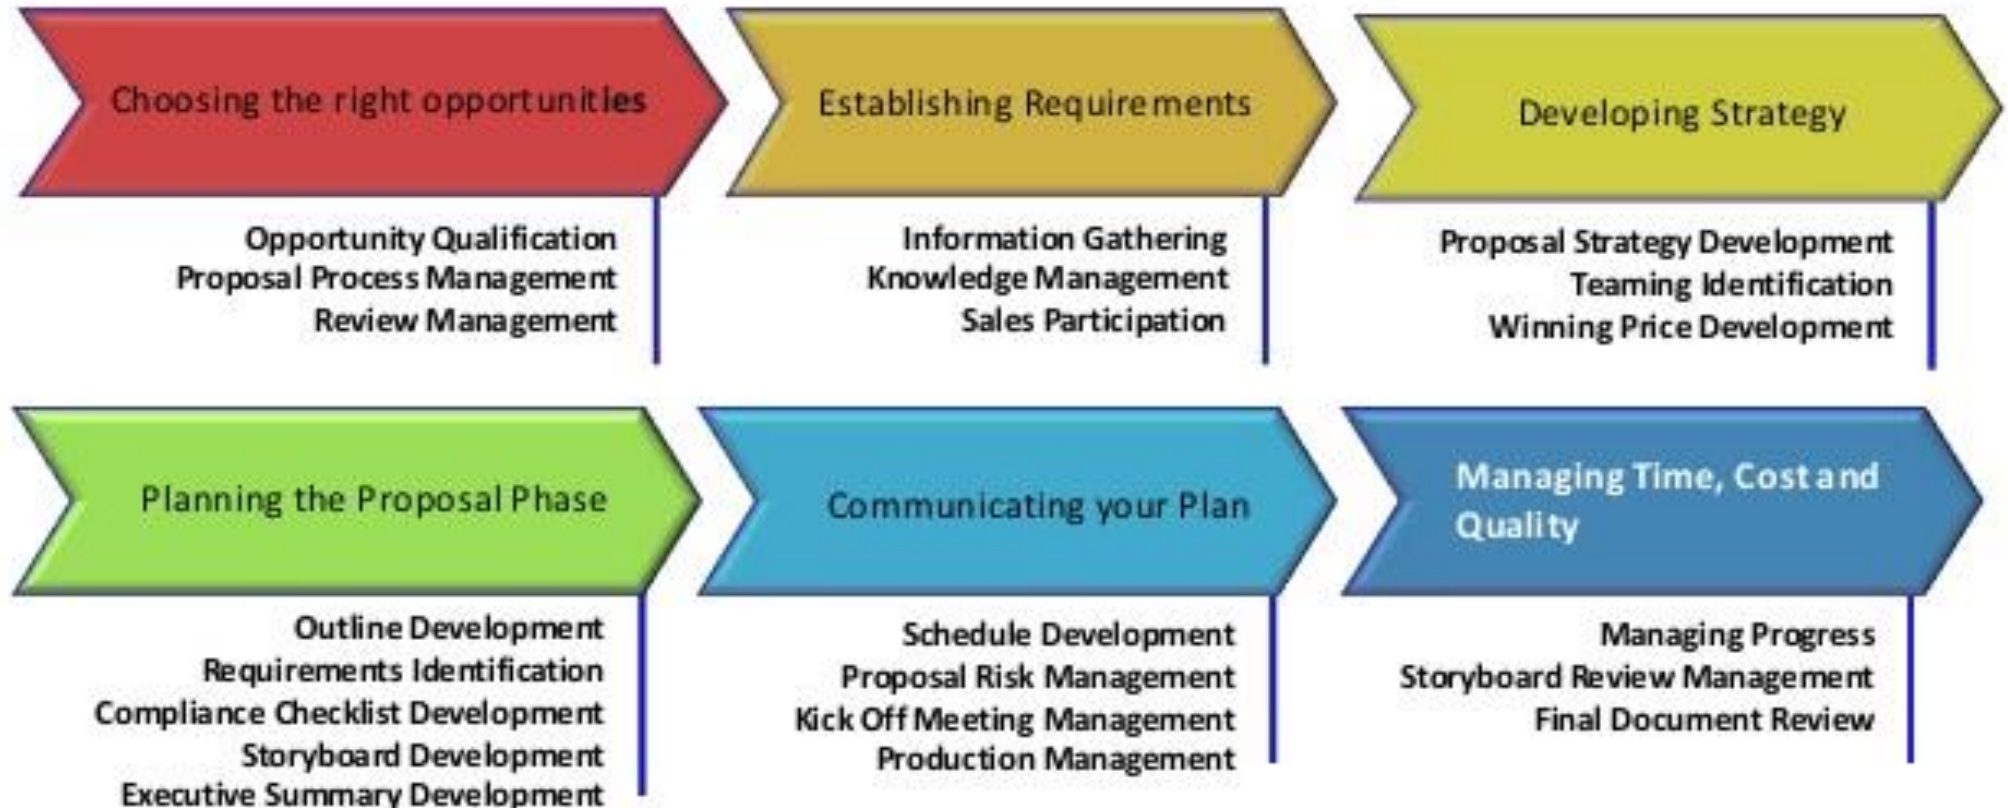 Choosing the right opportunities
Opportunity Qualification
Proposal Process Management
Review Management
Establishing Requirements
Information Gathering
Knowledge Management
Sales Participation
Developing Strategy
Proposal Strategy Development
Teaming Identification
Winning Price Development
Planning the Proposal Phase
Outline Development
Requirements Identification
Compliance Checklist Development
Storyboard Development
Executive Summary Development
Communicating your Plan
Schedule Development
Proposal Risk Management
Kick Off Meeting Management
Production Management
Managing Time, Cost and
Quality
Managing Progress
Storyboard Review Management
Final Document Review